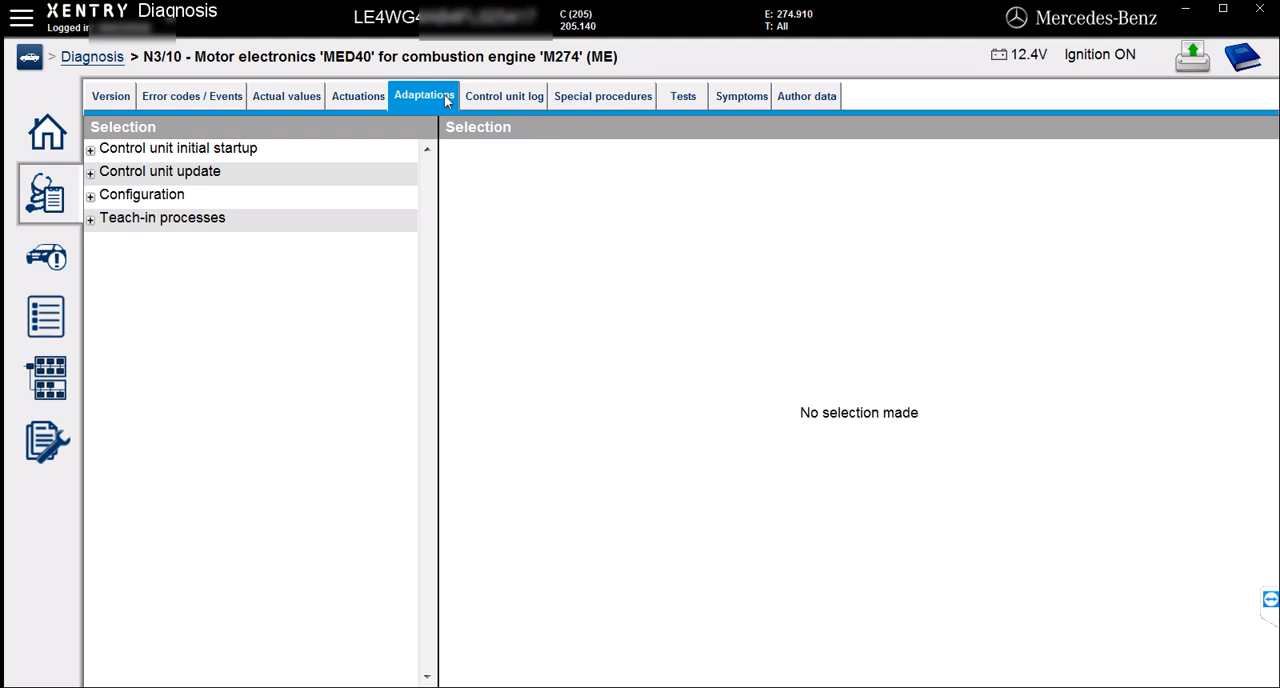 XENTRY Diagnosis
Logged in
LE4WG4
C (205)
205.140
E: 274.910
T: All
Mercedes-Benz
> Diagnosis > N3/10 - Motor electronics 'MED40' for combustion engine 'M274' (ME)
12.4V Ignition ON
Version Error codes / Events Actual values Actuations Adaptations Control unit log Special procedures Tests Symptoms Author data
Selection
Control unit initial startup
Control unit update
Configuration
Teach-in processes
Selection
No selection made